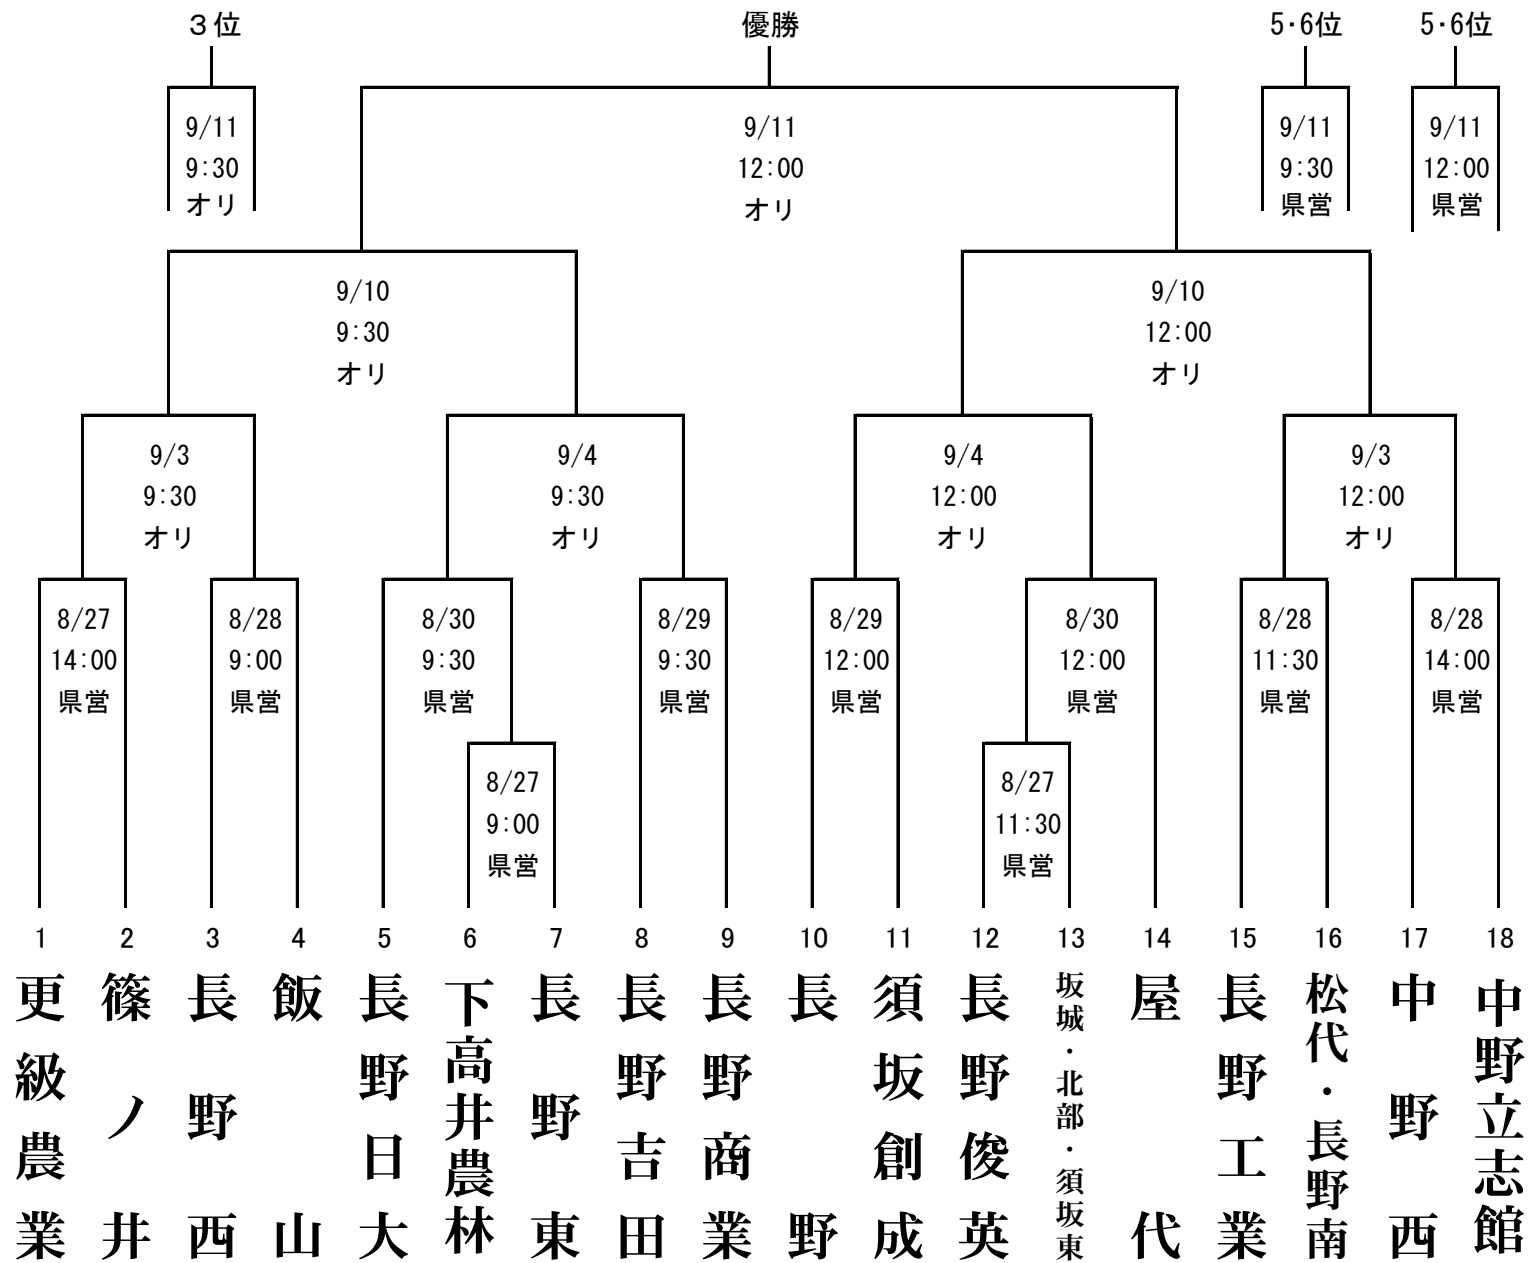 ３位
優勝
5・6位
5・6位
9/11
9:30
オリ
9/11
12:00
オリ
9/11
9:30
県営
9/11
12:00
県営
9/10
9:30
オリ
9/10
12:00
オリ
9/3
9:30
オリ
9/4
9:30
オリ
9/4
12:00
オリ
9/3
12:00
オリ
8/27
14:00
県営
8/28
9:00
県営
8/30
9:30
県営
8/29
9:30
県営
8/29
12:00
県営
8/30
12:00
県営
8/28
11:30
県営
8/28
14:00
県営
8/27
9:00
県営
8/27
11:30
県営
1
2
3
4
5
6
7
8
9
10
11
12
13
14
15
16
17
18
更級農業
篠ノ井
長野西
飯山
長野日大
下高井農林
長野東
長野吉田
長野商業
長野
須坂創成
長野俊英
坂城・北部・須坂東
屋代
長野工業
松代・長野南
中野西
中野立志館